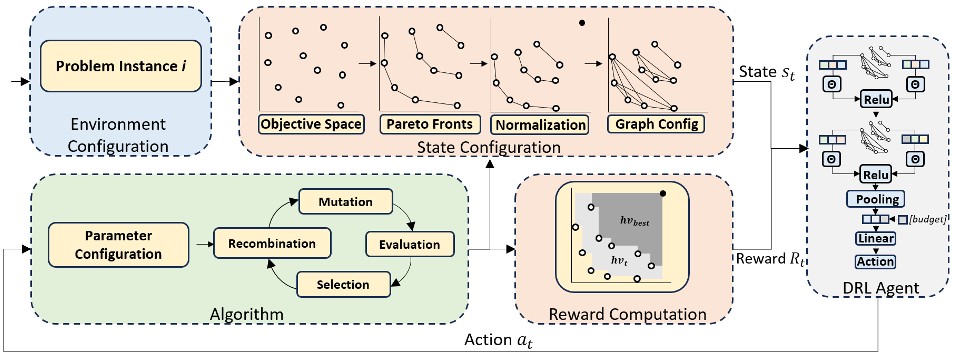 Problem Instance i
Environment
Configuration
Objective Space
Pareto Fronts
Normalization
Graph Config
State Configuration
State s_t
Parameter
Configuration
Mutation
Recombination
Evaluation
Selection
Algorithm
hv_best
hv_t
Reward Computation
Reward R_t
Θ
Θ
Relu
Θ
Θ
Relu
Pooling
[budget]
Linear
Action
DRL Agent
Action a_t